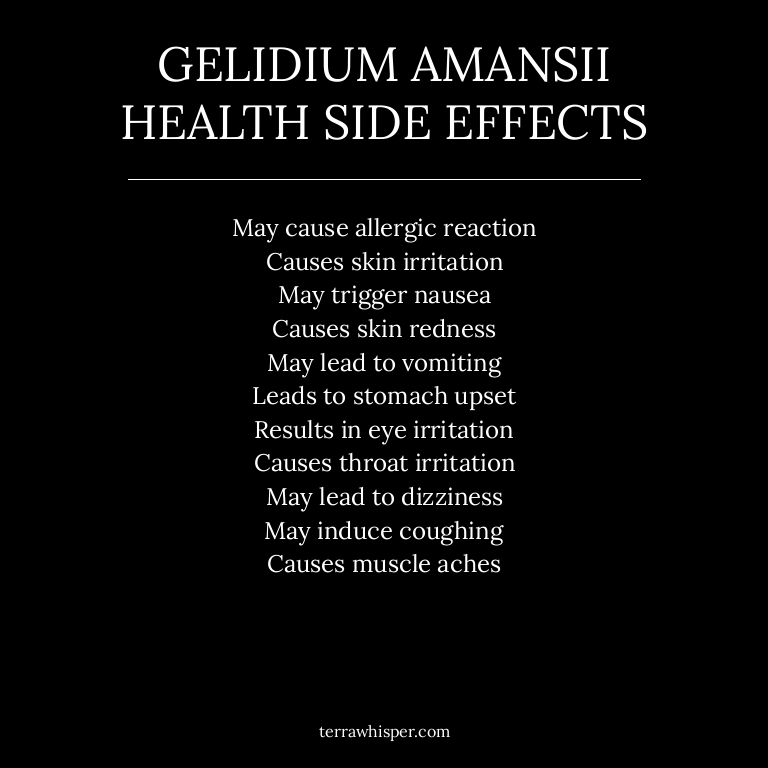 GELIDIUM AMANSII
HEALTH SIDE EFFECTS
May cause allergic reaction
Causes skin irritation
May trigger nausea
Causes skin redness
May lead to vomiting
Leads to stomach upset
Results in eye irritation
Causes throat irritation
May lead to dizziness
May induce coughing
Causes muscle aches
terrawhisper.com